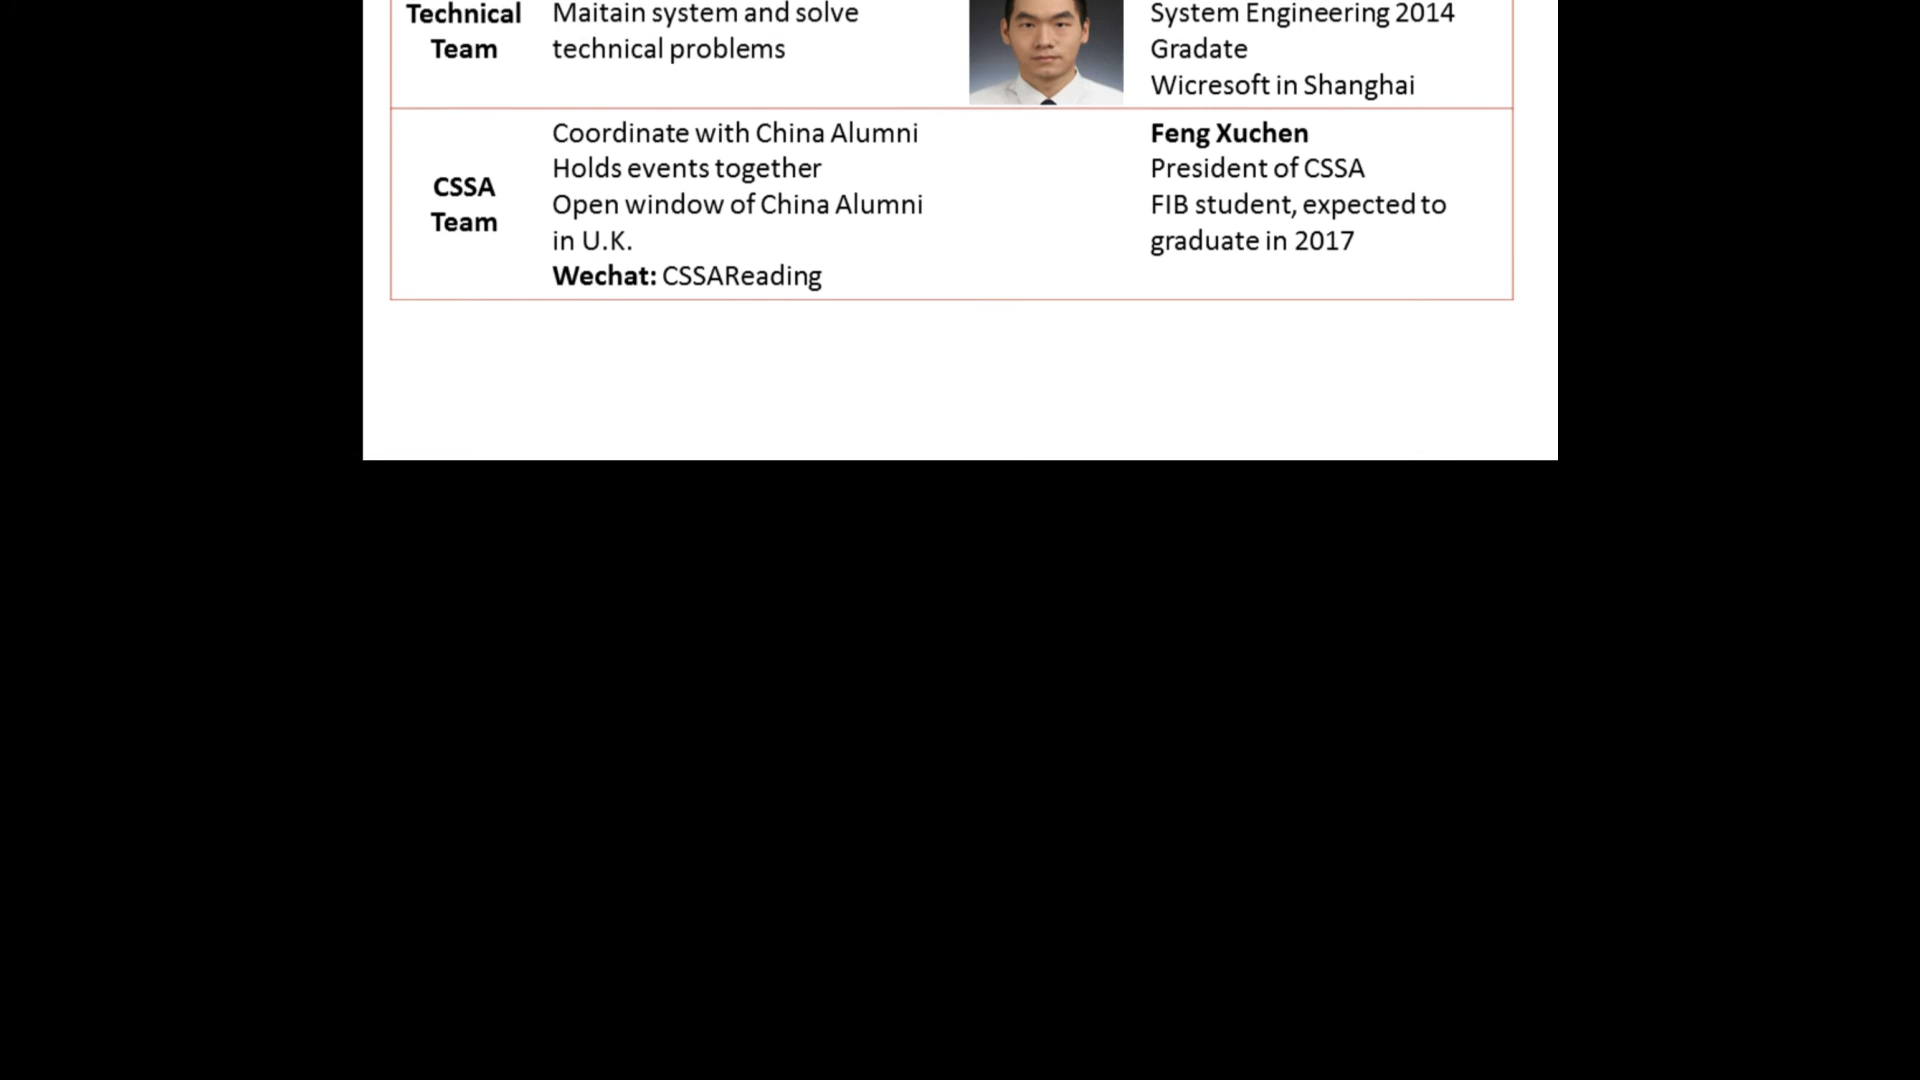 Technical
Team
Maitain system and solve
technical problems
System Engineering 2014
Gradate
Wicresoft in Shanghai
CSSA
Team
Coordinate with China Alumni
Holds events together
Open window of China Alumni
in U.K.
Wechat: CSSAReading
Feng Xuchen
President of CSSA
FIB student, expected to
graduate in 2017